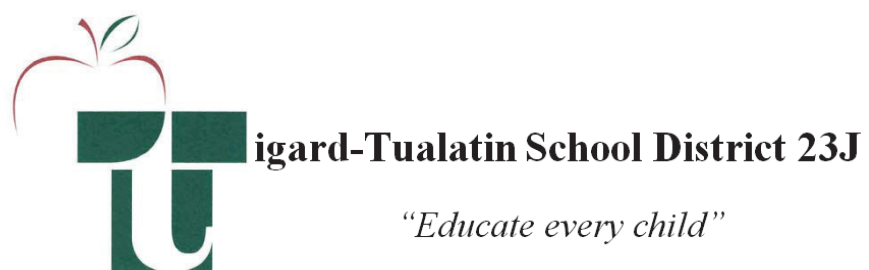 Tigard-Tualatin School District 23J
“Educate every child”